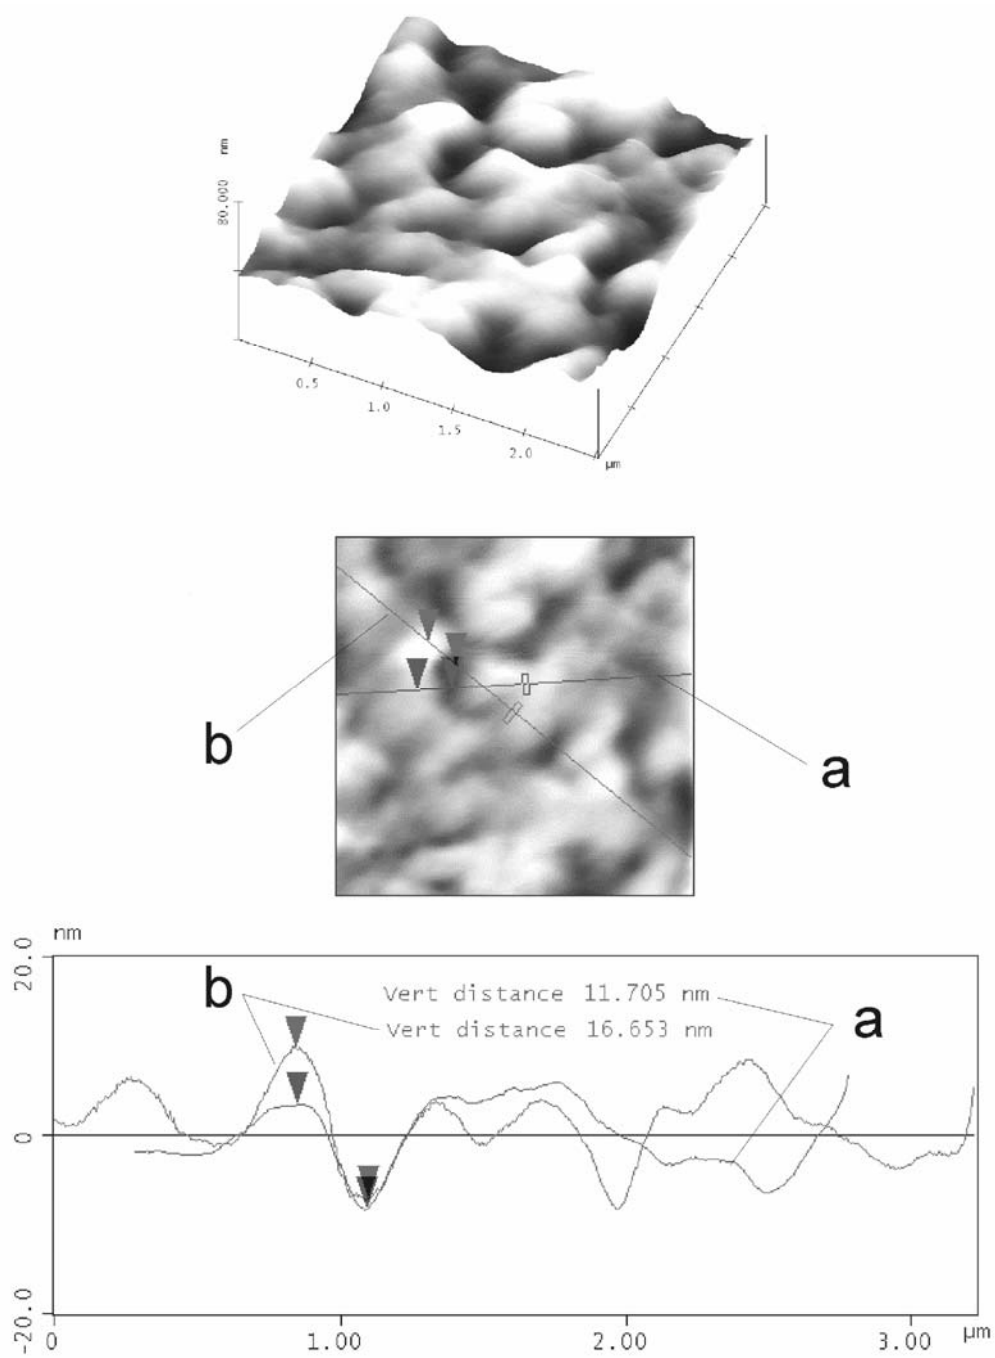 80.000 nm
0.5
1.0
1.5
2.0
µm
b
a
nm
20.0
b
Vert distance 11.705 nm
a
Vert distance 16.653 nm
0
-20.0
0
1.00
2.00
3.00
µm